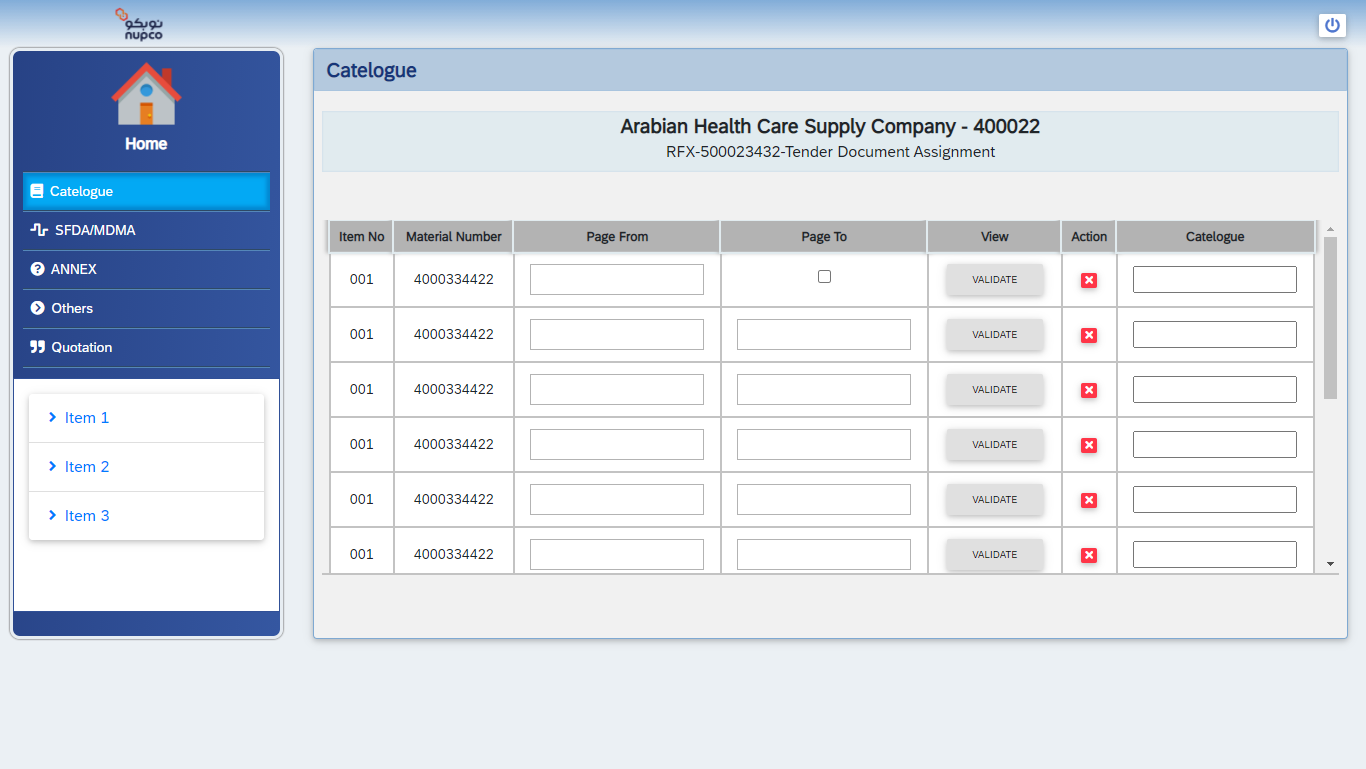 نوبكو
nupco
Home
Catelogue
SFDA/MDMA
ANNEX
Others
Quotation
Item 1
Item 2
Item 3
Catelogue
Arabian Health Care Supply Company - 400022
RFX-500023432-Tender Document Assignment
Item No Material Number Page From Page To View Action Catelogue
001 4000334422 VALIDATE
001 4000334422 VALIDATE
001 4000334422 VALIDATE
001 4000334422 VALIDATE
001 4000334422 VALIDATE
001 4000334422 VALIDATE